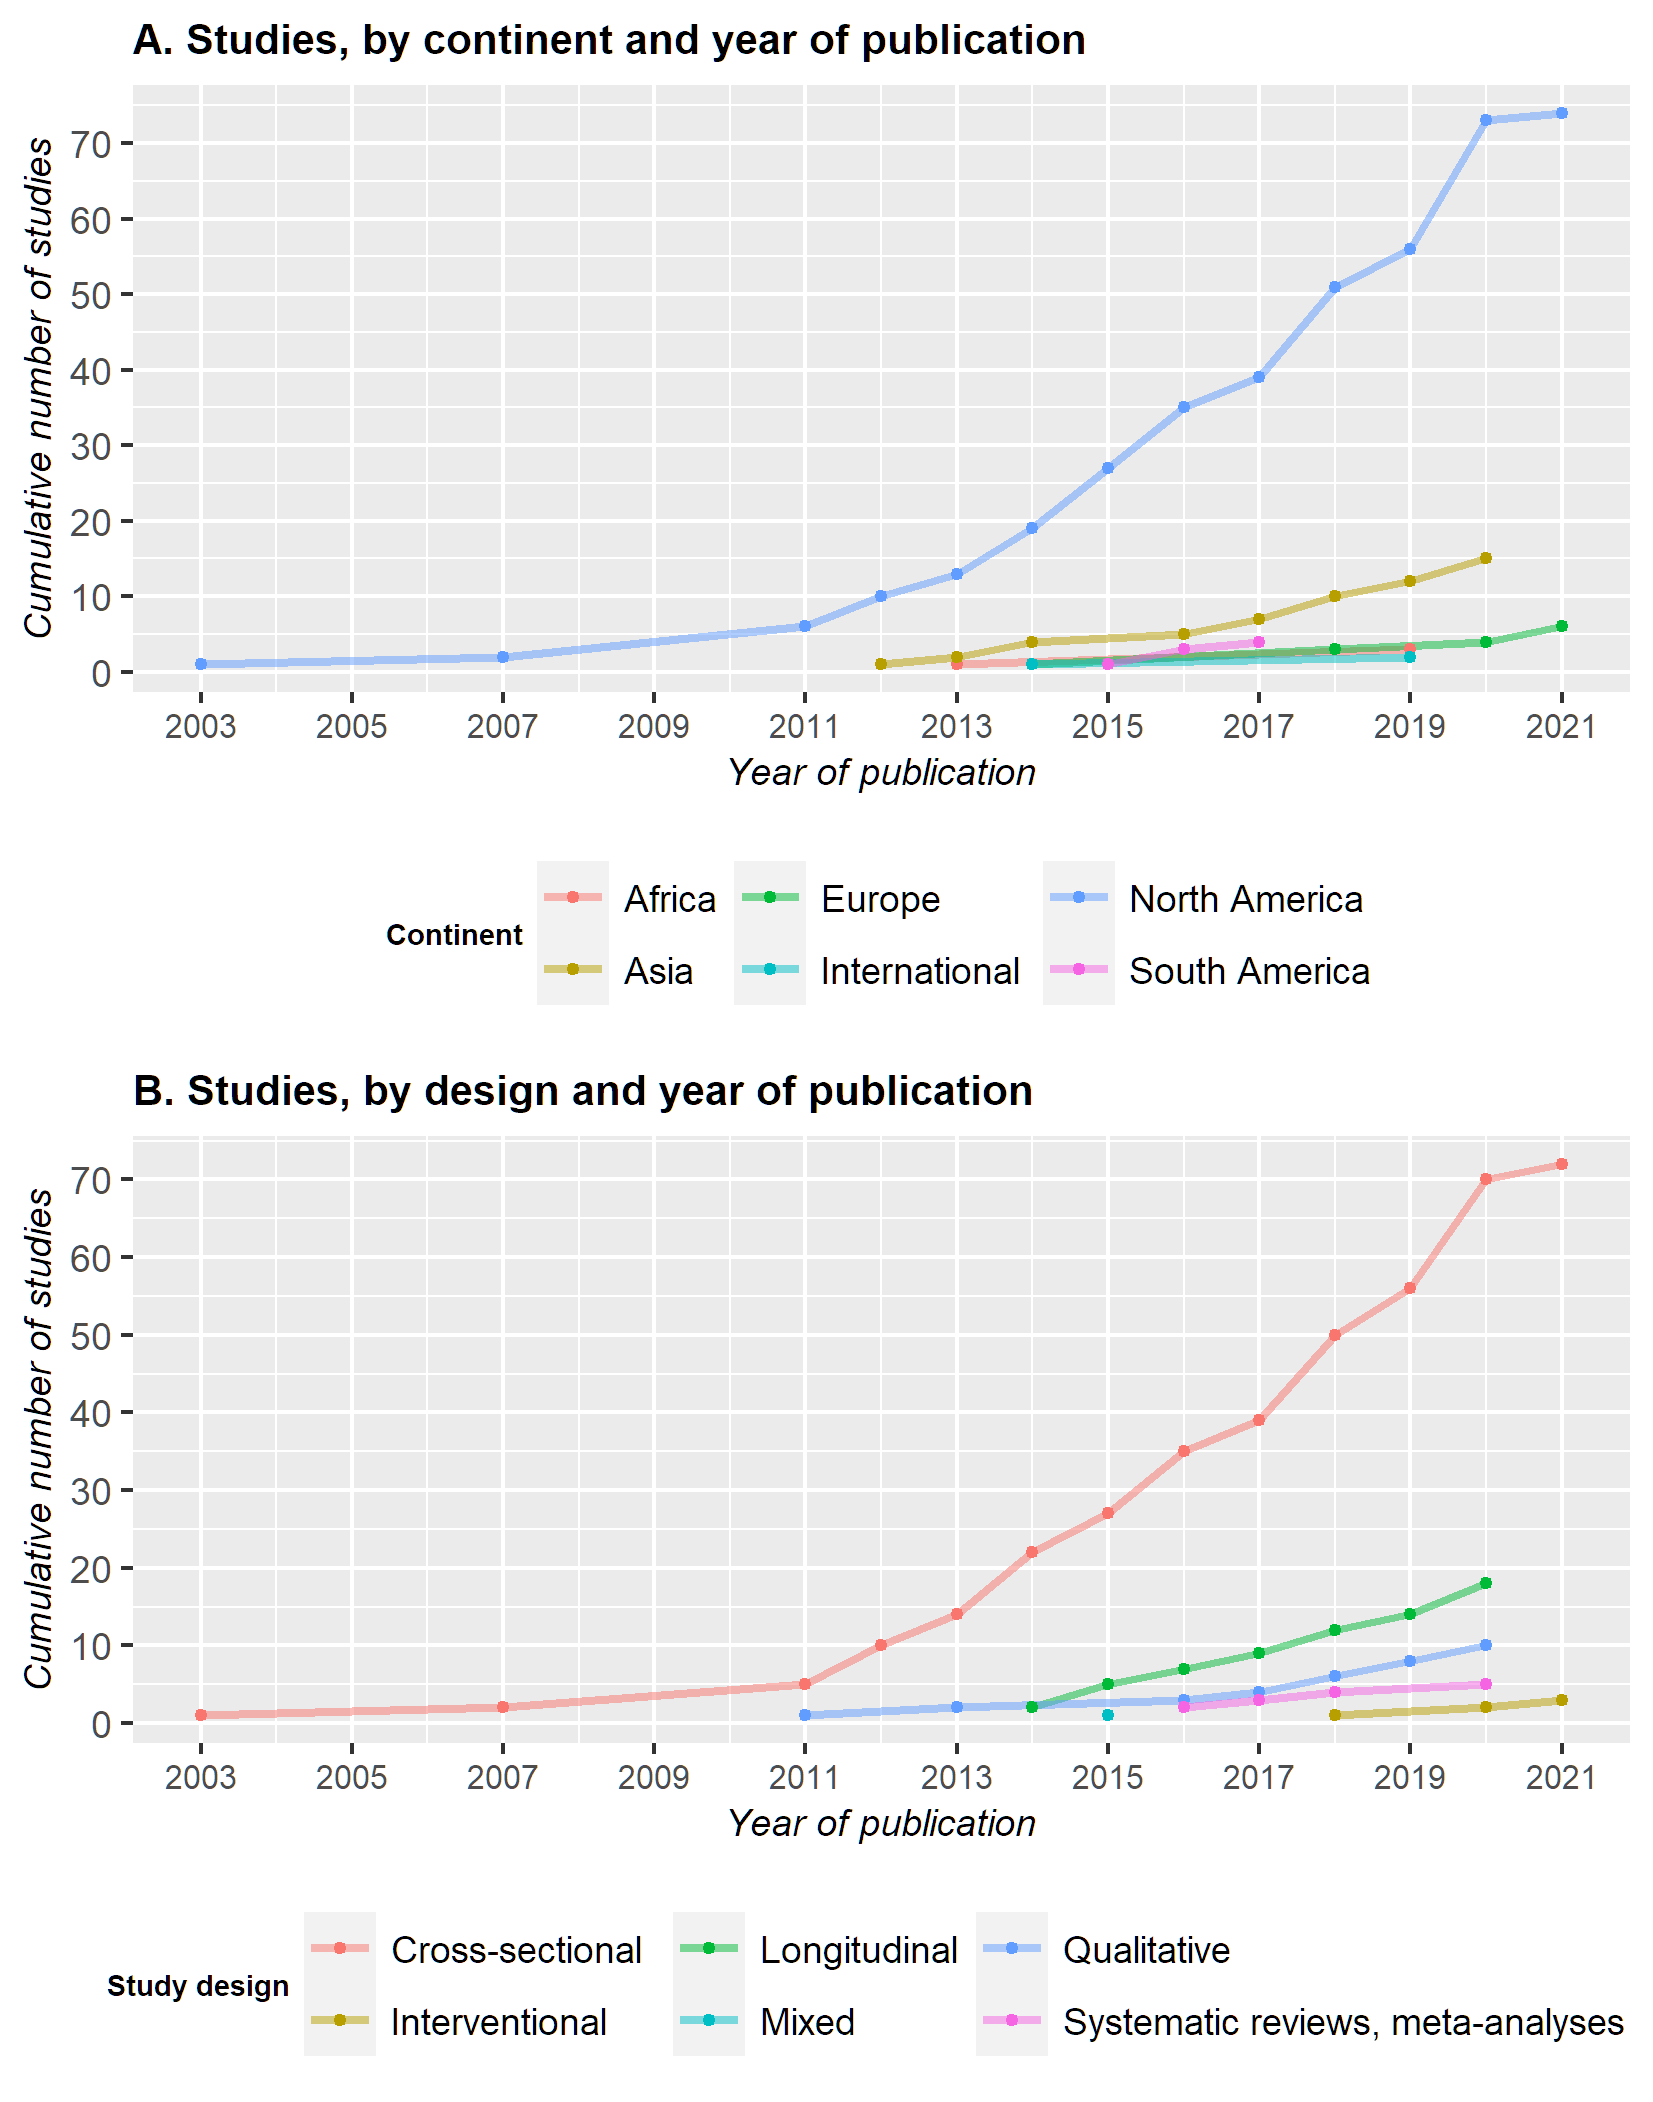 A. Studies, by continent and year of publication
Cumulative number of studies
70
60
50
40
30
20
10
0
2003 2005 2007 2009 2011 2013 2015 2017 2019 2021
Year of publication
Continent
Africa Europe North America
Asia International South America
B. Studies, by design and year of publication
Cumulative number of studies
70
60
50
40
30
20
10
0
2003 2005 2007 2009 2011 2013 2015 2017 2019 2021
Year of publication
Study design
Cross-sectional Longitudinal Qualitative
Interventional Mixed Systematic reviews, meta-analyses